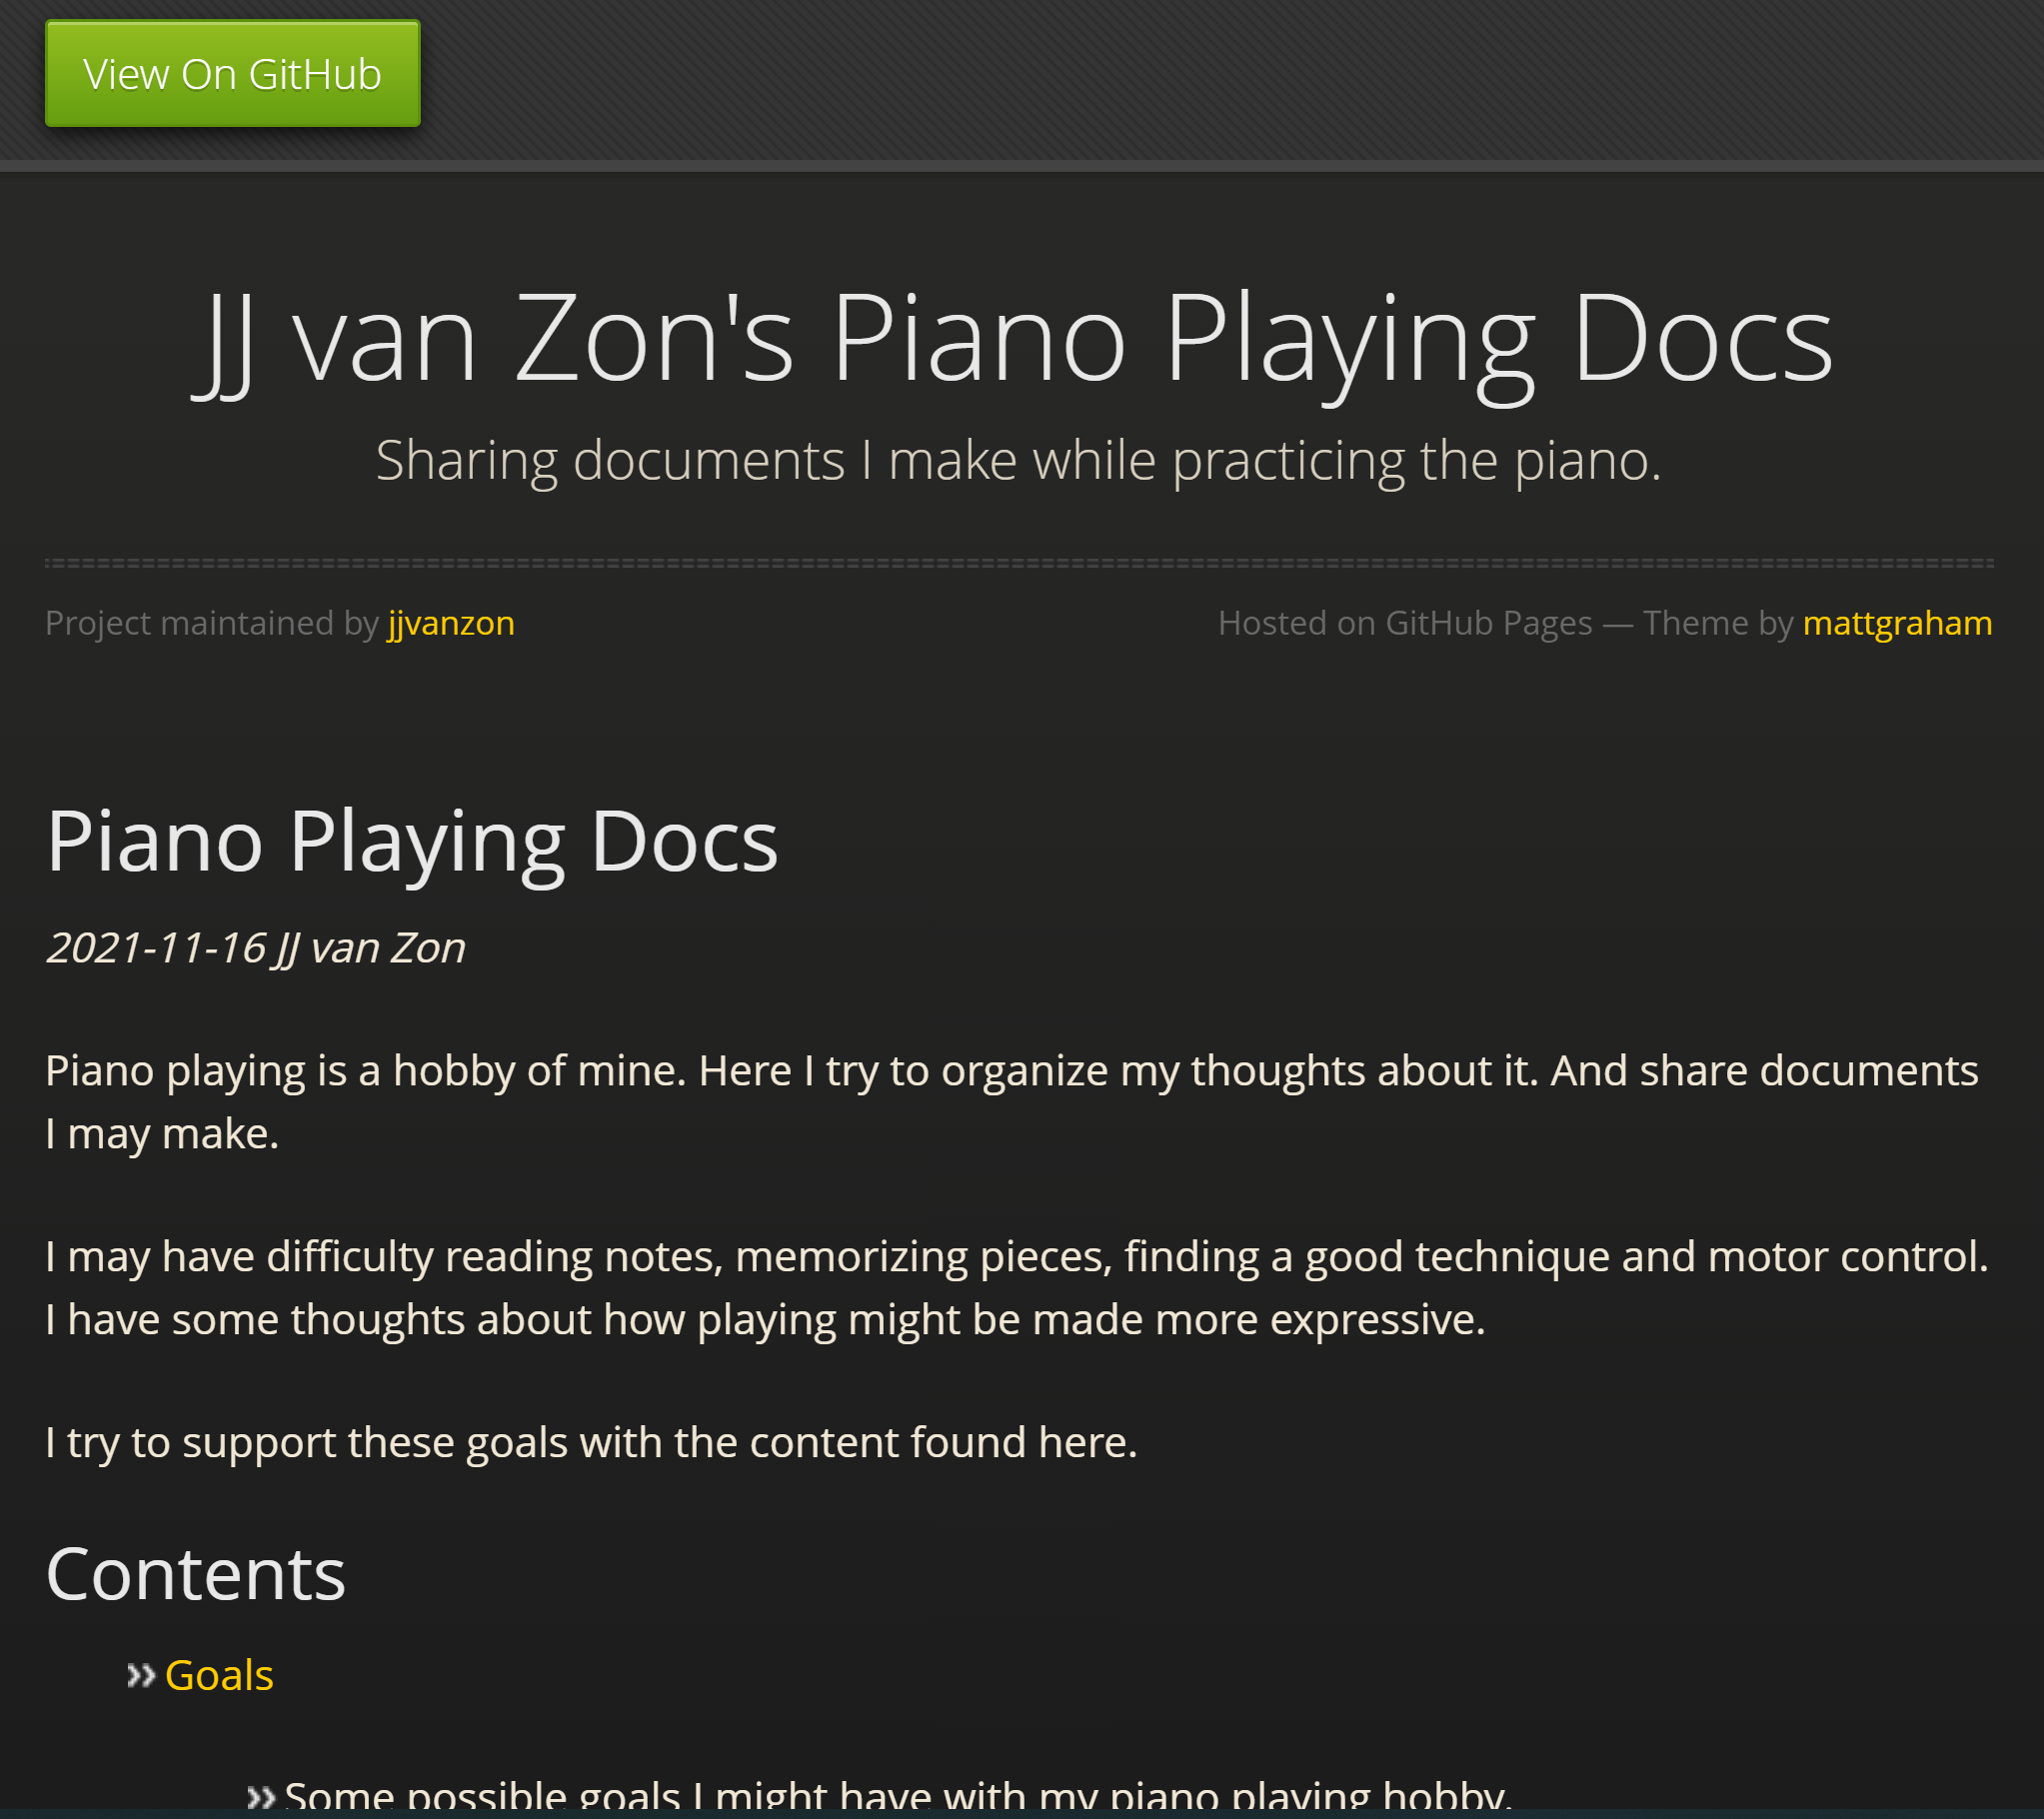 View On GitHub
JJ van Zon's Piano Playing Docs
Sharing documents I make while practicing the piano.
Project maintained by jjvanzon
Hosted on GitHub Pages — Theme by mattgraham
Piano Playing Docs
2021-11-16 JJ van Zon
Piano playing is a hobby of mine. Here I try to organize my thoughts about it. And share documents
I may make.
I may have difficulty reading notes, memorizing pieces, finding a good technique and motor control.
I have some thoughts about how playing might be made more expressive.
I try to support these goals with the content found here.
Contents
Goals
Some possible goals I might have with my piano playing hobby.